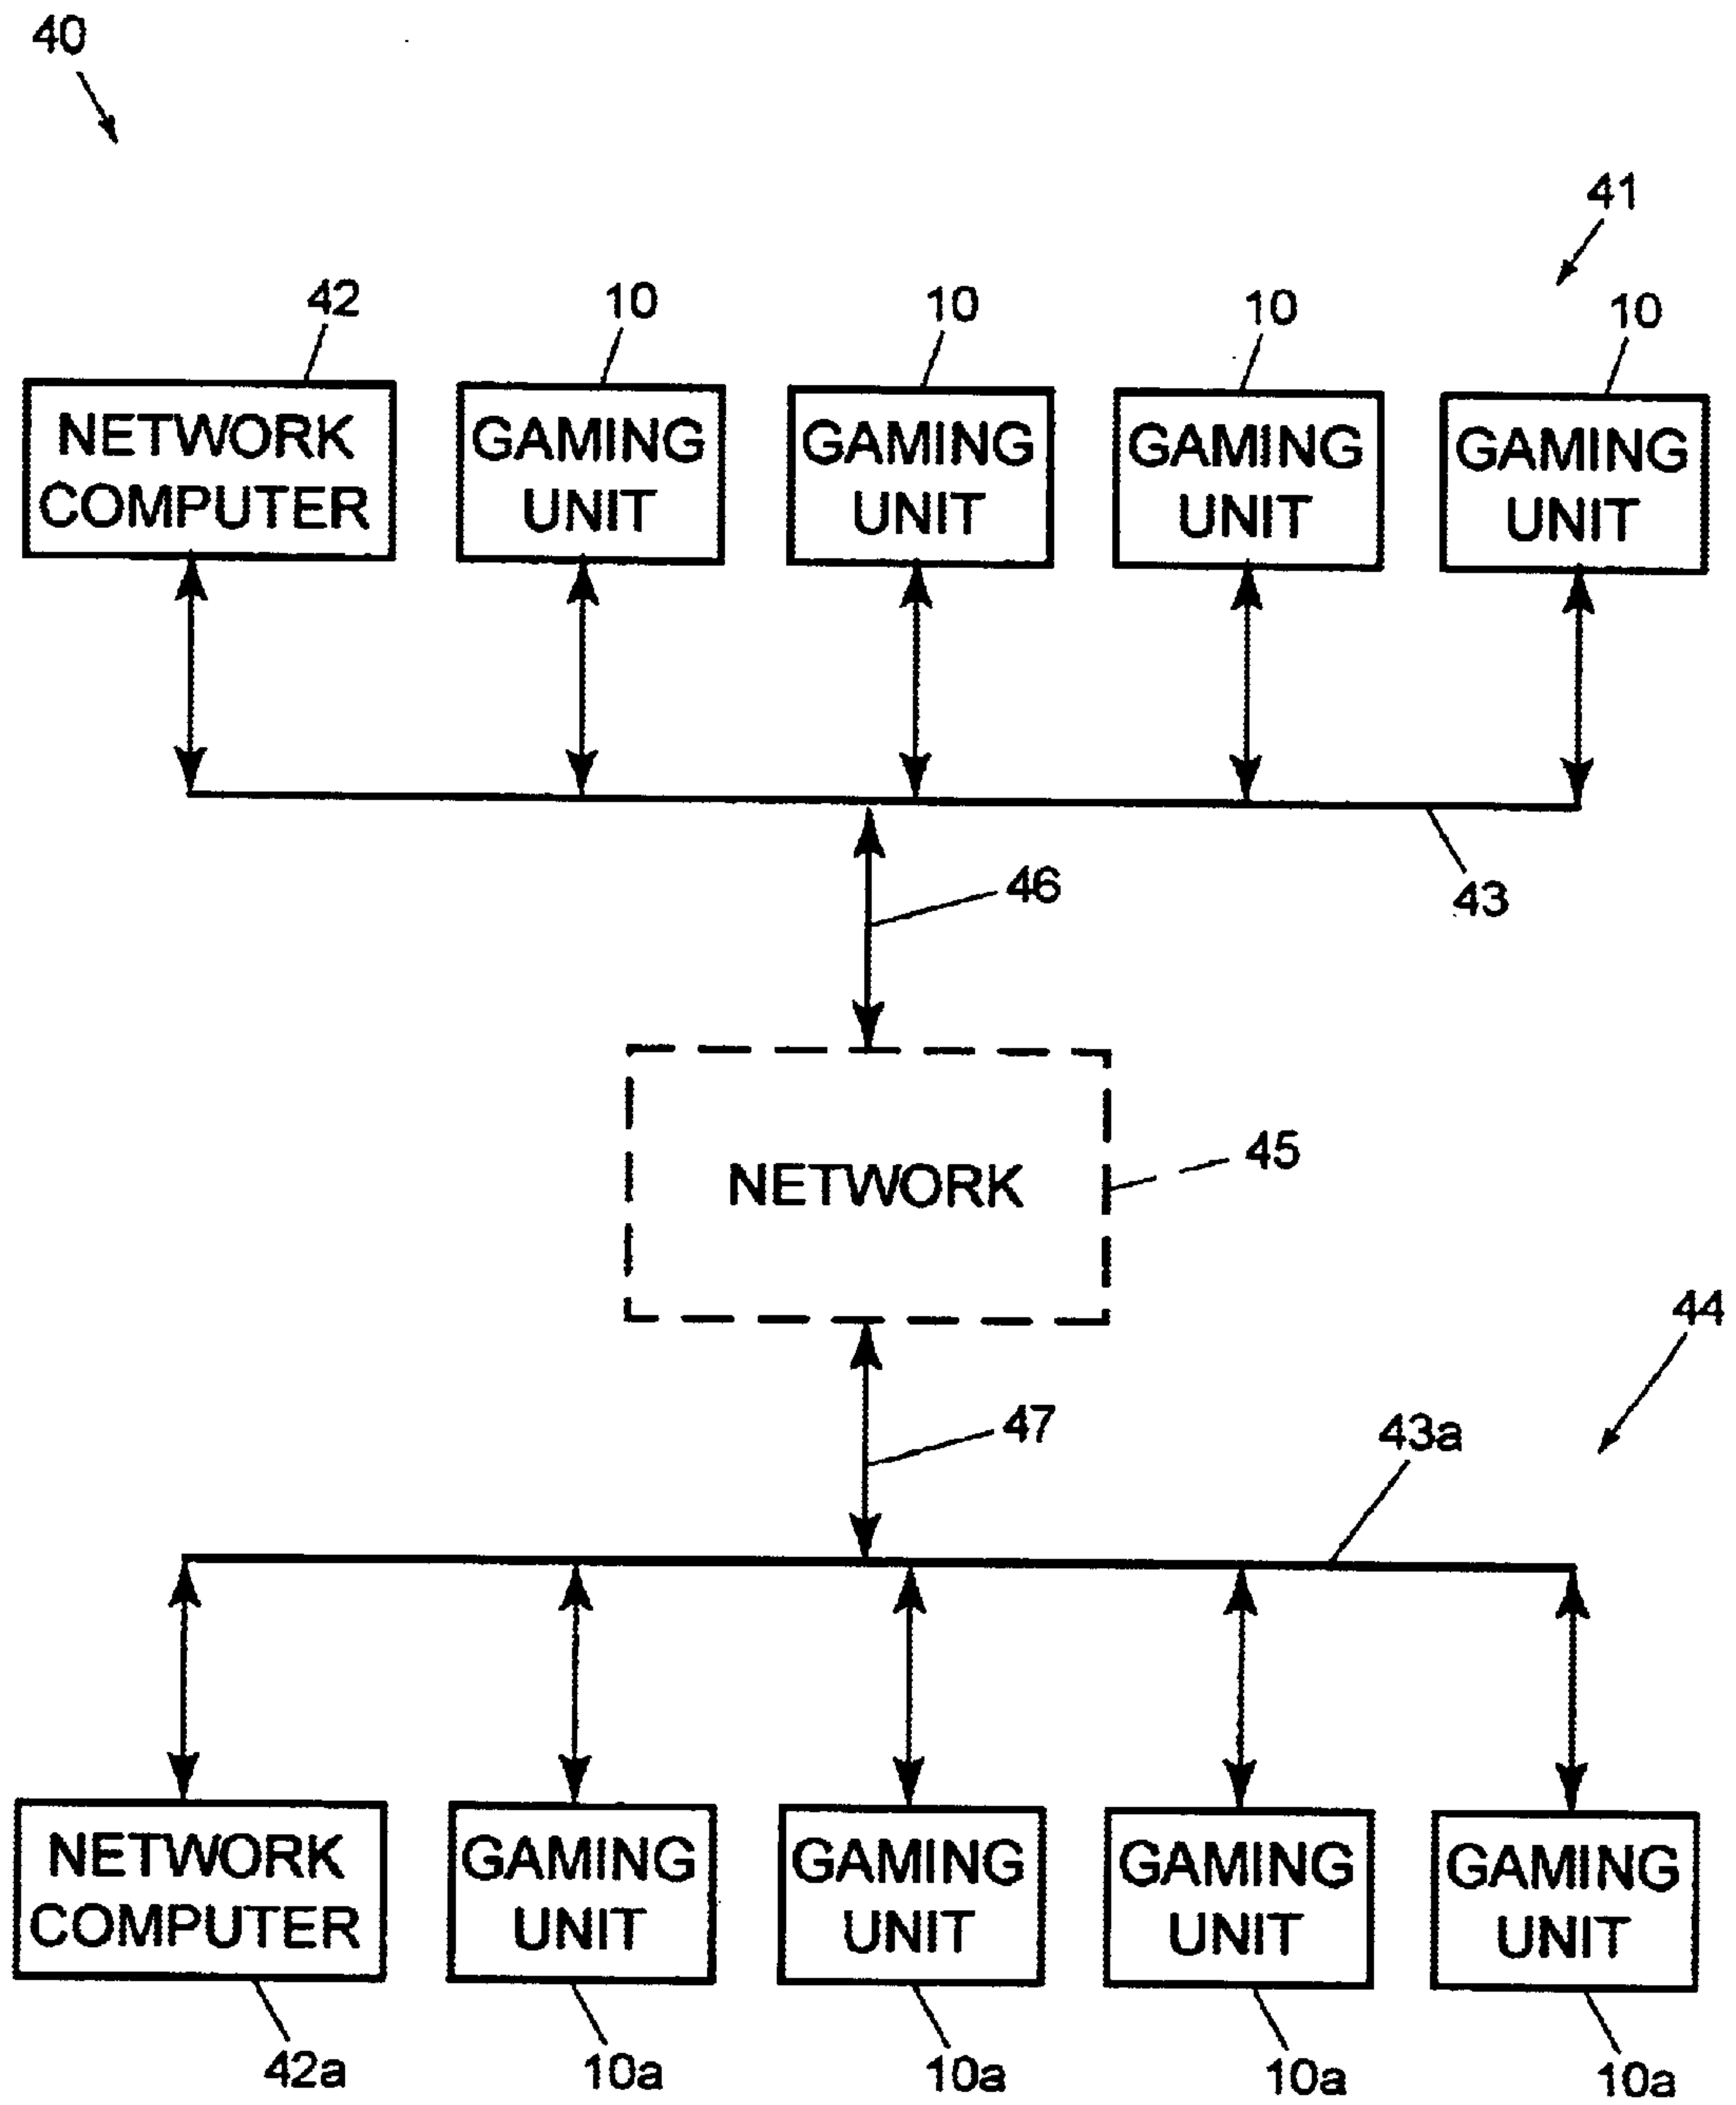 40
41
42
10
10
10
10
NETWORK
COMPUTER
GAMING
UNIT
GAMING
UNIT
GAMING
UNIT
GAMING
UNIT
46
43
NETWORK
45
44
47
43a
NETWORK
COMPUTER
GAMING
UNIT
GAMING
UNIT
GAMING
UNIT
GAMING
UNIT
42a
10a
10a
10a
10a